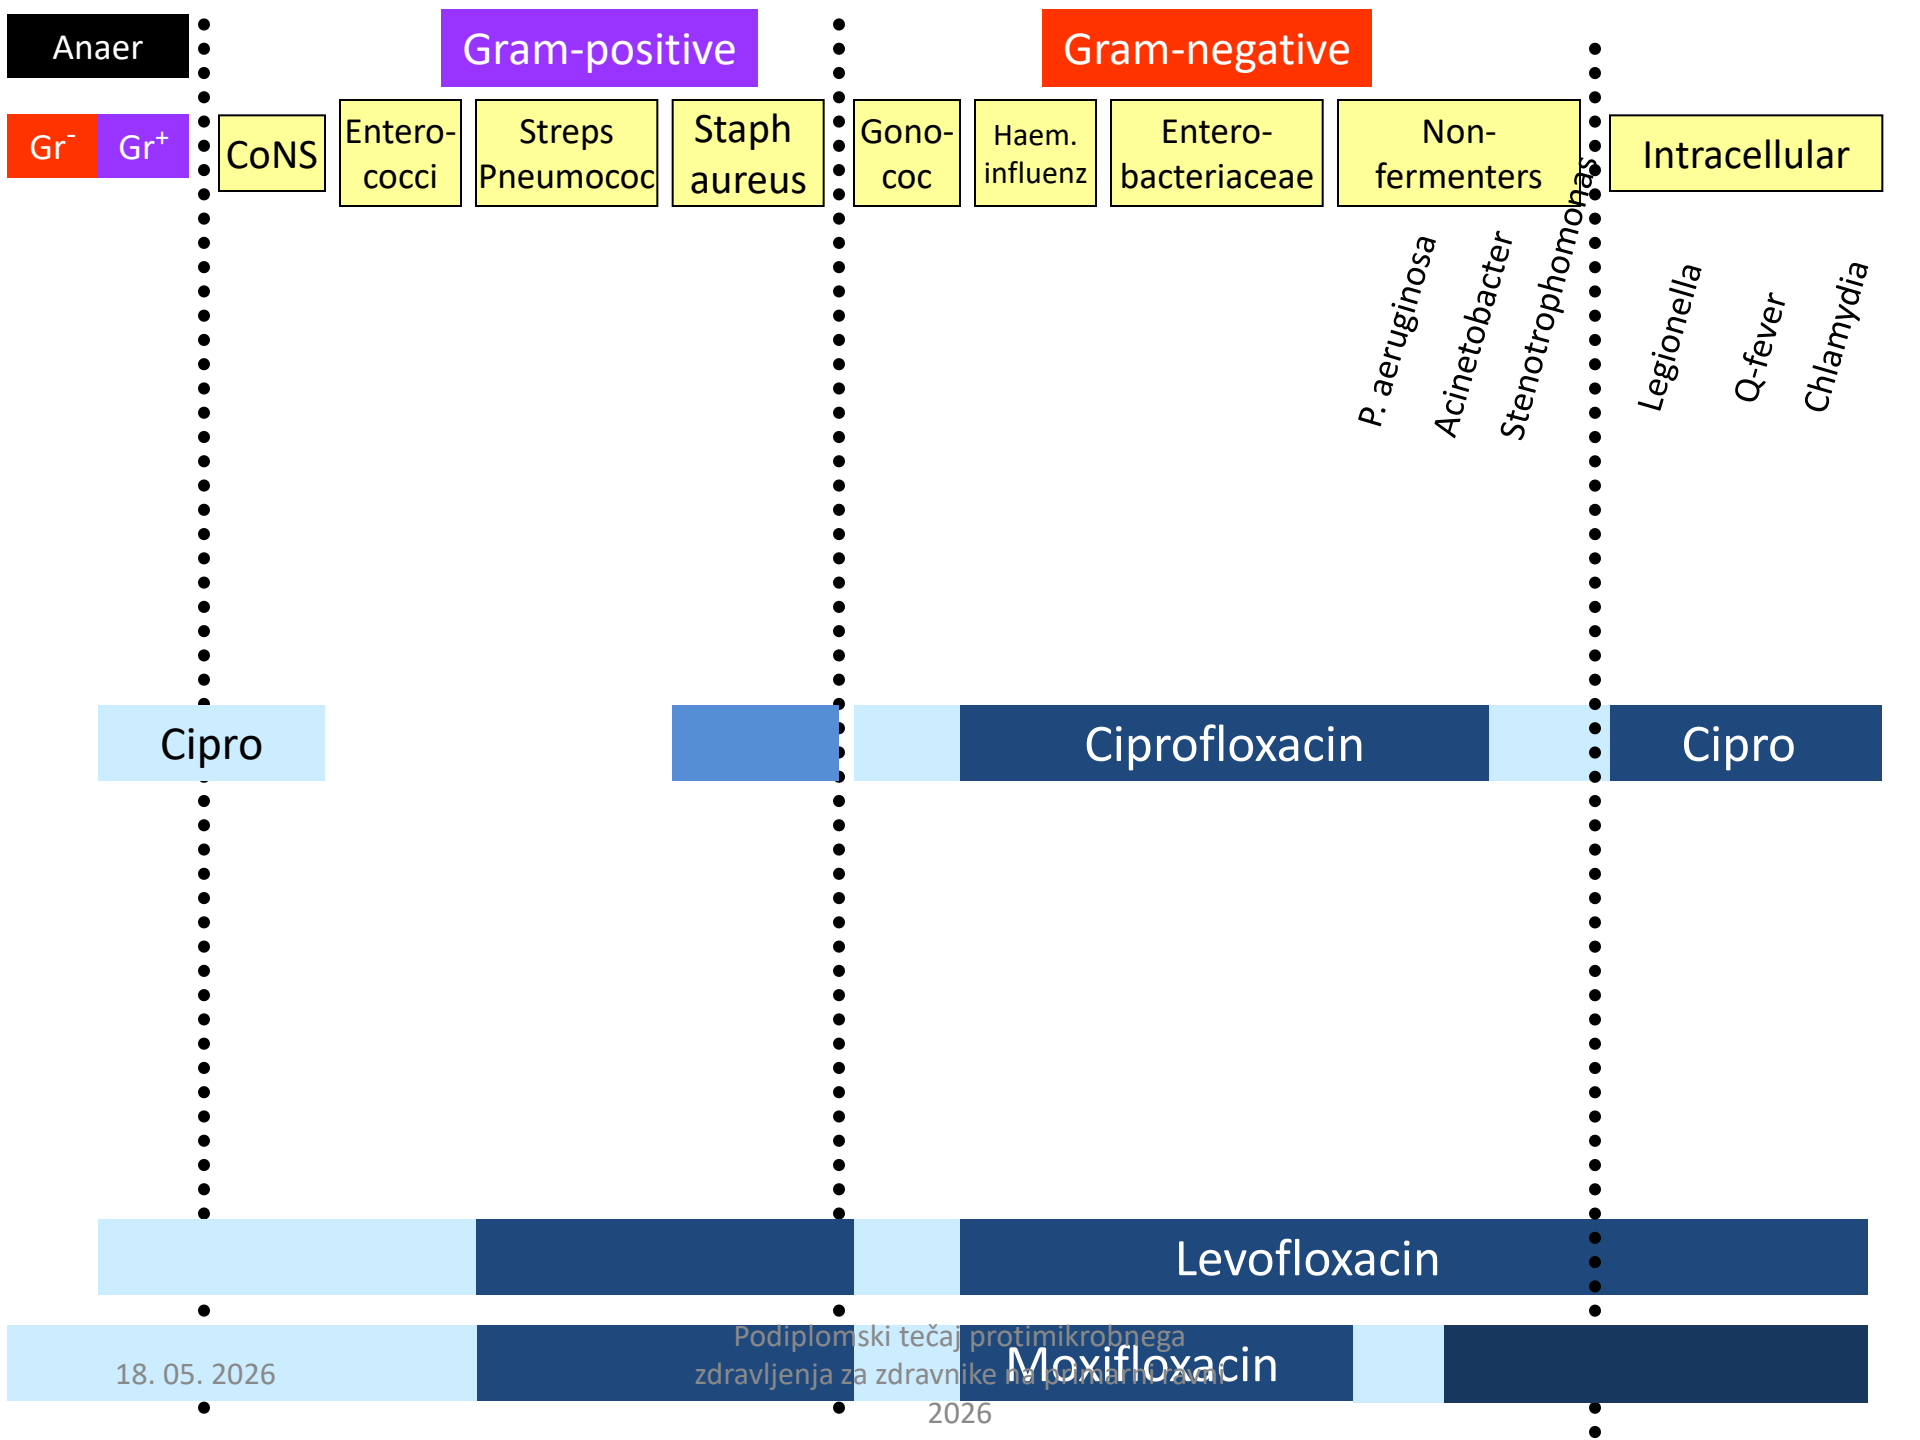 Anaer
Gram-positive
Gram-negative
Gr⁻
Gr⁺
CoNS
Entero-
cocci
Streps
Pneumococ
Staph
aureus
Gono-
coc
Haem.
influenz
Entero-
bacteriaceae
Non-
fermenters
Intracellular
P. aeruginosa
Acinetobacter
Stenotrophomonas
Legionella
Q-fever
Chlamydia
Cipro
Ciprofloxacin
Cipro
Levofloxacin
Moxifloxacin
18. 05. 2026
Podiplomski tečaj protimikrobnega
zdravljenja za zdravnike na primarni ravni
2026